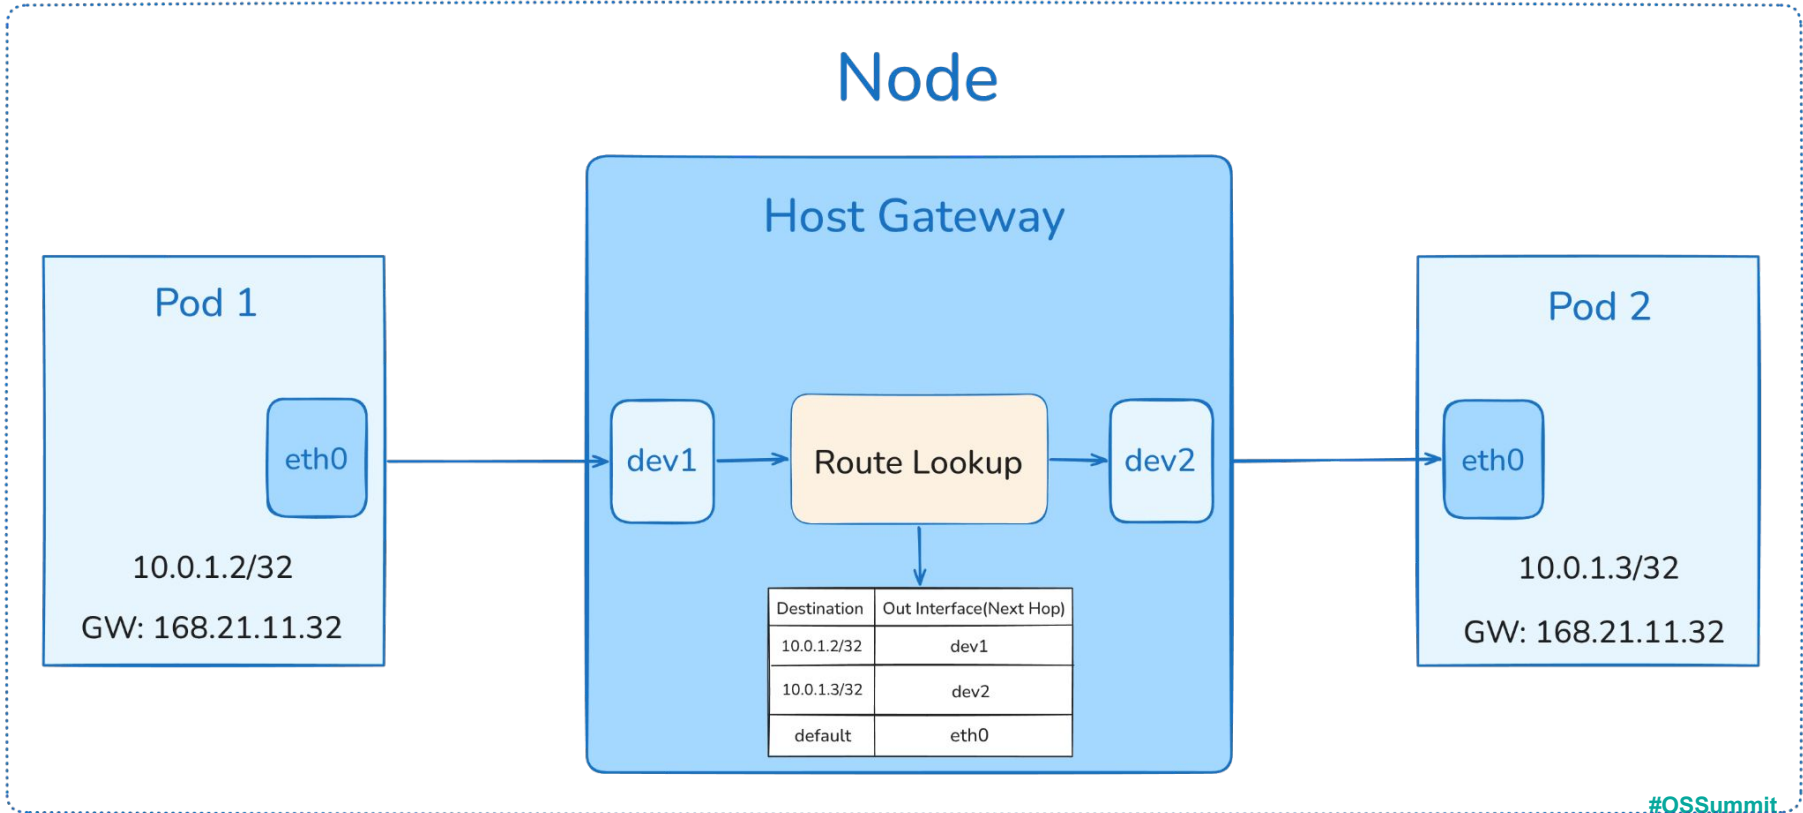 Node
Host Gateway
Pod 1
eth0
10.0.1.2/32
GW: 168.21.11.32
dev1
Route Lookup
dev2
Destination Out Interface(Next Hop)
10.0.1.2/32 dev1
10.0.1.3/32 dev2
default eth0
Pod 2
eth0
10.0.1.3/32
GW: 168.21.11.32
#OSSummit